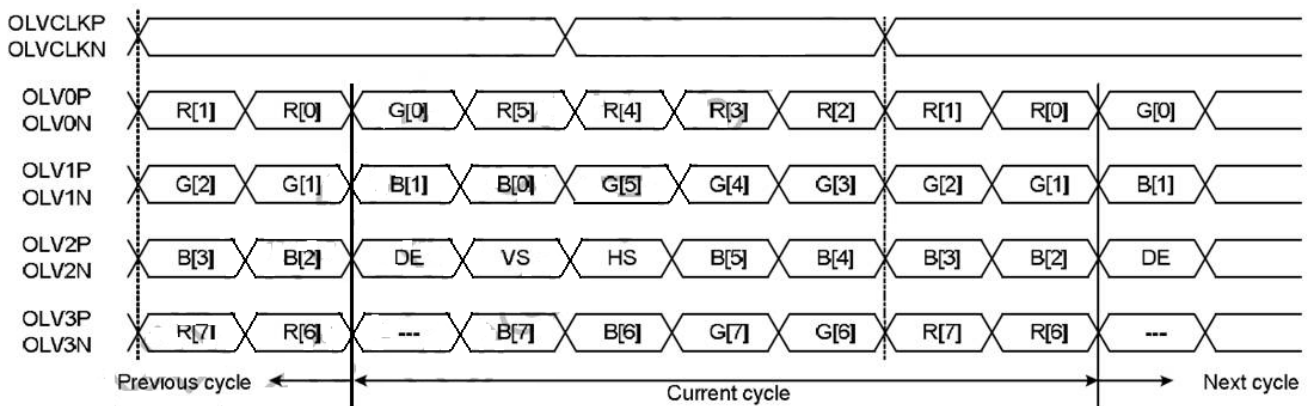 OLVCLKP
OLVCLKN
OLV0P
OLV0N
R[1] R[0] G[0] R[5] R[4] R[3] R[2] R[1] R[0] G[0]
OLV1P
OLV1N
G[2] G[1] B[1] B[0] G[5] G[4] G[3] G[2] G[1] B[1]
OLV2P
OLV2N
B[3] B[2] DE VS HS B[5] B[4] B[3] B[2] DE
OLV3P
OLV3N
R[7] R[6] --- B[7] B[6] G[7] G[6] R[7] R[6] ---
Previous cycle Current cycle Next cycle